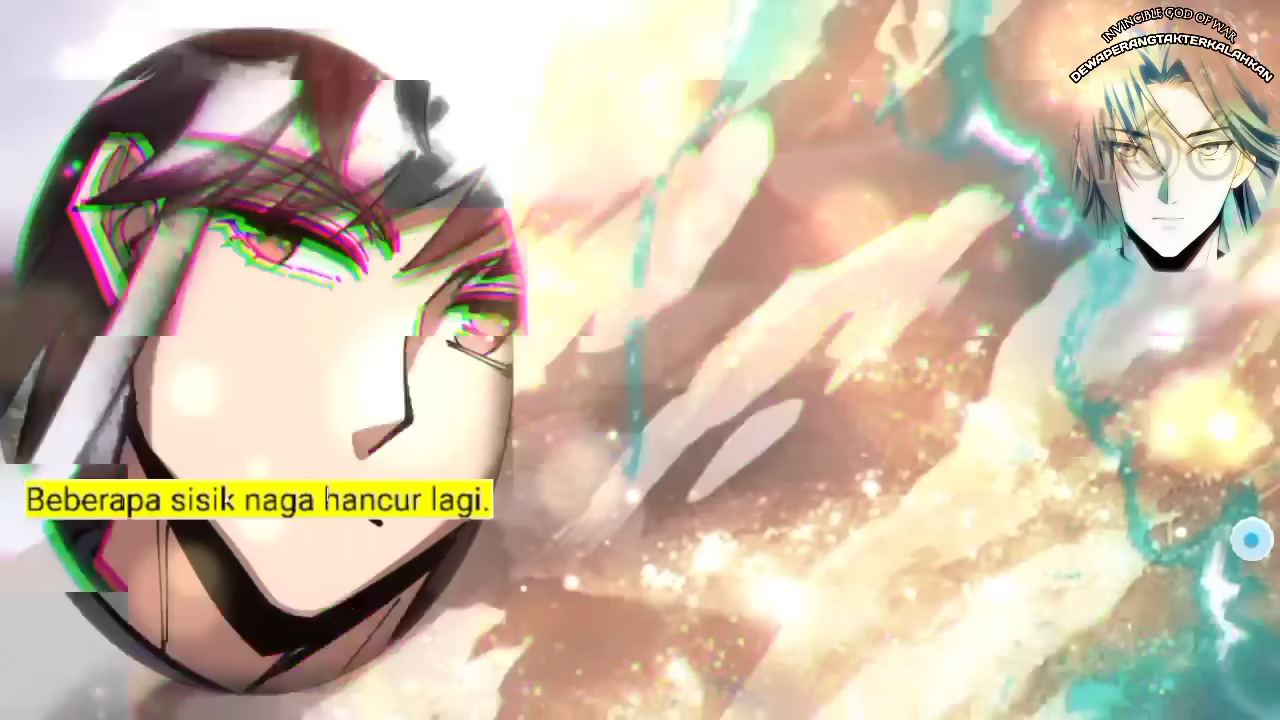 INVINCIBLE GOD OF WAR
DEWAPERANGTAKTERKALAHKAN
Beberapa sisik naga hancur lagi.